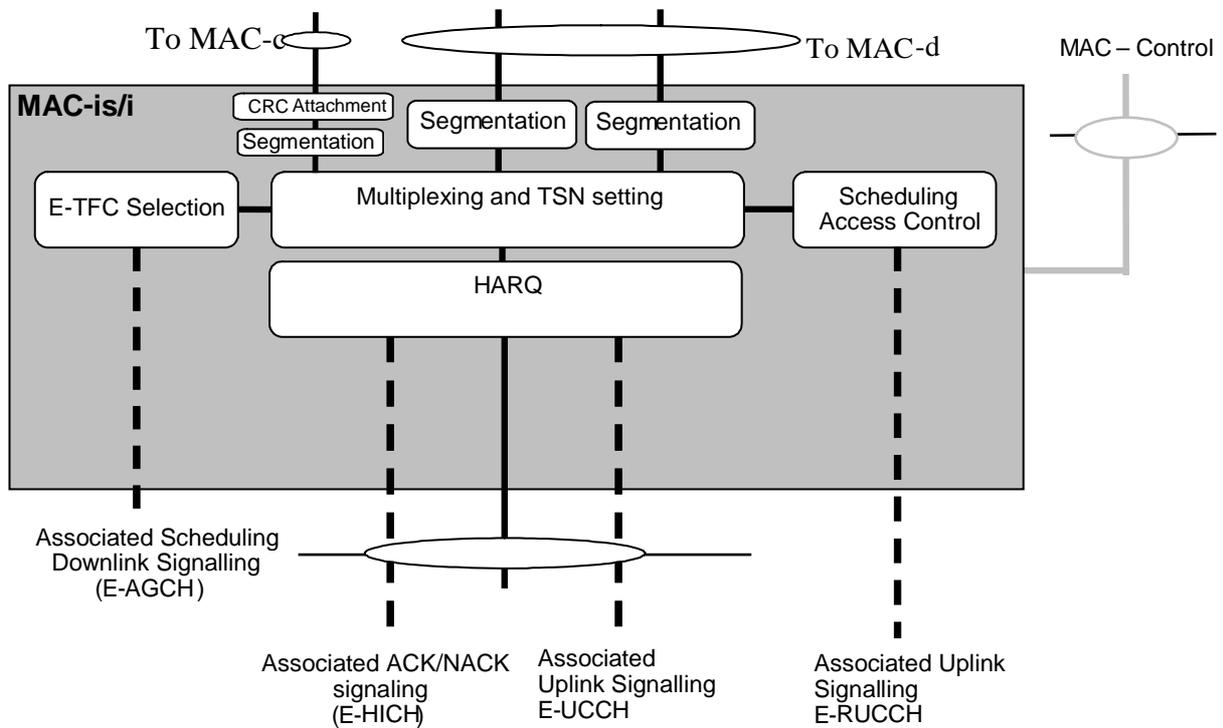 To MAC-c
To MAC-d
MAC – Control
MAC-is/i
CRC Attachment
Segmentation
Segmentation
Segmentation
E-TFC Selection
Multiplexing and TSN setting
Scheduling
Access Control
HARQ
Associated Scheduling
Downlink Signalling
(E-AGCH)
Associated ACK/NACK
signaling
(E-HICH)
Associated
Uplink Signalling
E-UCCH
Associated Uplink
Signalling
E-RUCCH